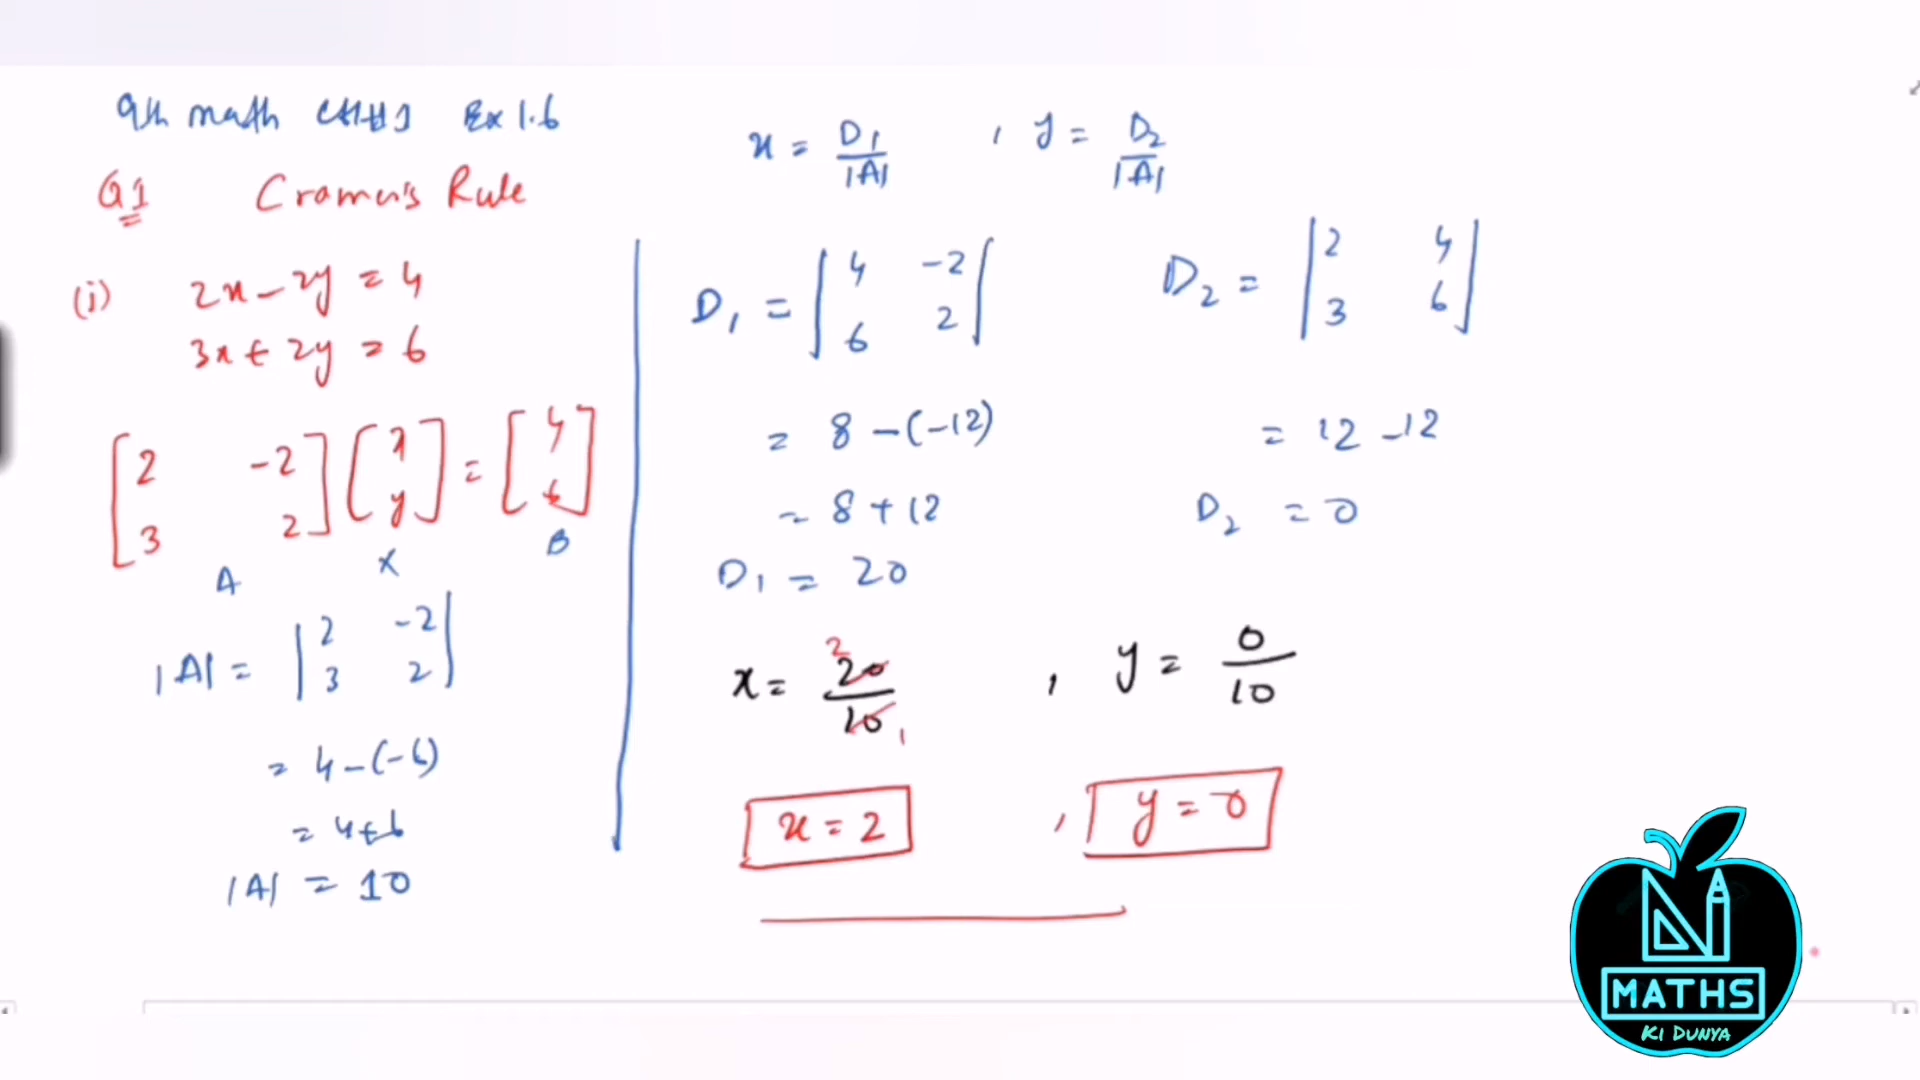 9th math CH#1 Ex 1.6
Q1 Cramer's Rule
(i) 2x - 2y = 4
3x + 2y = 6
[2 -2; 3 2] [x; y] = [4; 6]
A X B
|A| = |2 -2; 3 2|
= 4 - (-6)
= 4 + 6
|A| = 10
x = D1/|A| , y = D2/|A|
D1 = |4 -2; 6 2|
= 8 - (-12)
= 8 + 12
D1 = 20
D2 = |2 4; 3 6|
= 12 - 12
D2 = 0
x = 20/10 2 1 , y = 0/10
x = 2 , y = 0
MATHS
KI DUNYA